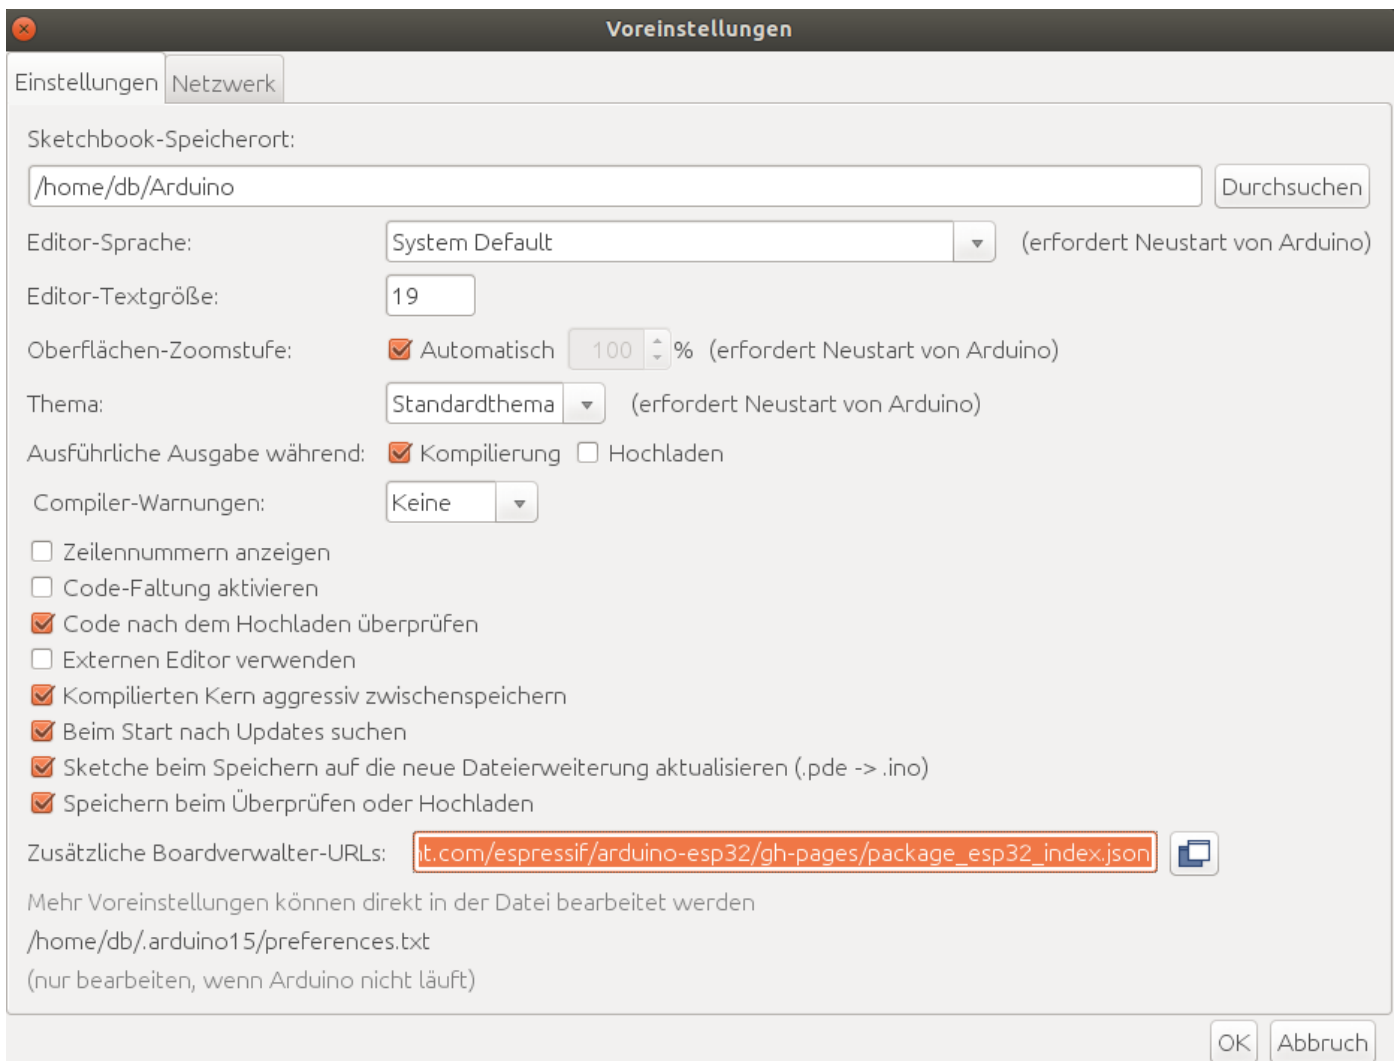 Voreinstellungen
Einstellungen Netzwerk
Sketchbook-Speicherort:
/home/db/Arduino Durchsuchen
Editor-Sprache: System Default (erfordert Neustart von Arduino)
Editor-Textgröße: 19
Oberflächen-Zoomstufe: Automatisch 100 % (erfordert Neustart von Arduino)
Thema: Standardthema (erfordert Neustart von Arduino)
Ausführliche Ausgabe während: Kompilierung Hochladen
Compiler-Warnungen: Keine
Zeilennummern anzeigen
Code-Faltung aktivieren
Code nach dem Hochladen überprüfen
Externen Editor verwenden
Kompilierten Kern aggressiv zwischenspeichern
Beim Start nach Updates suchen
Sketche beim Speichern auf die neue Dateierweiterung aktualisieren (.pde -> .ino)
Speichern beim Überprüfen oder Hochladen
Zusätzliche Boardverwalter-URLs: nt.com/espressif/arduino-esp32/gh-pages/package_esp32_index.json
Mehr Voreinstellungen können direkt in der Datei bearbeitet werden
/home/db/.arduino15/preferences.txt
(nur bearbeiten, wenn Arduino nicht läuft)
OK Abbruch